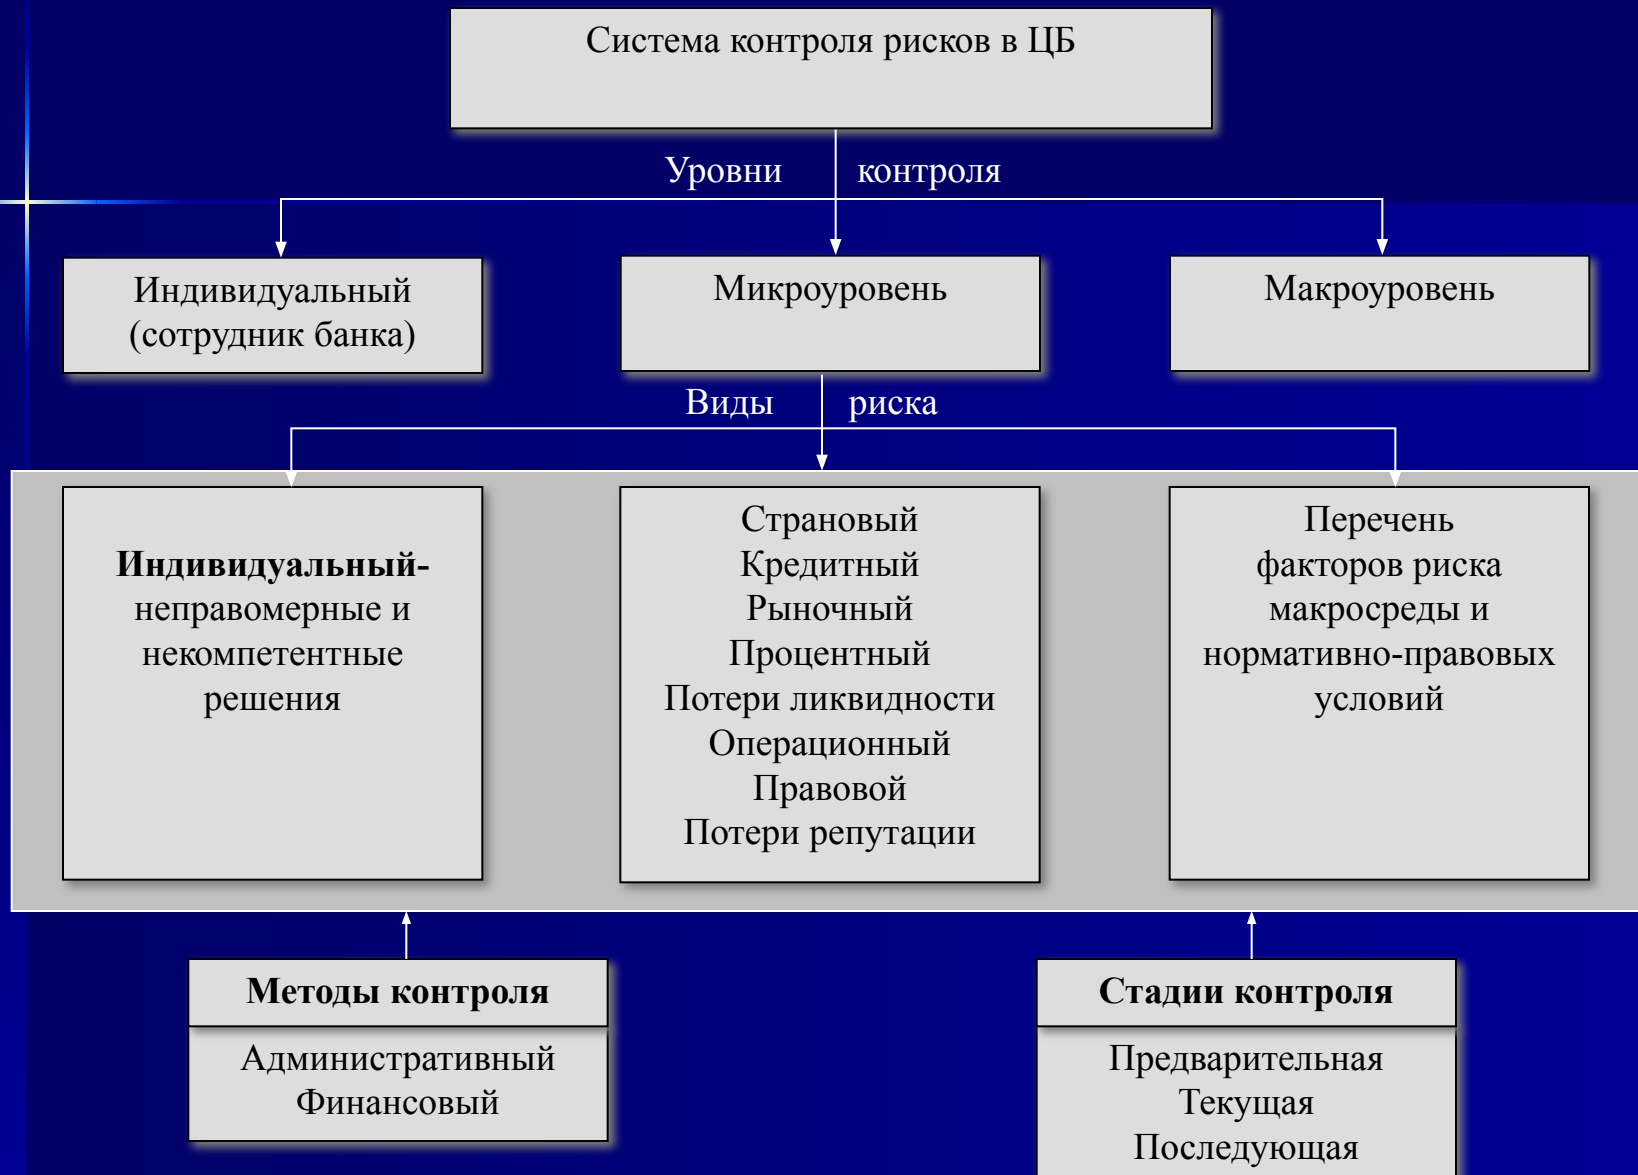 Система контроля рисков в ЦБ
Уровни контроля
Индивидуальный
(сотрудник банка)
Микроуровень
Макроуровень
Виды риска
Индивидуальный-
неправомерные и
некомпетентные
решения
Страновый
Кредитный
Рыночный
Процентный
Потери ликвидности
Операционный
Правовой
Потери репутации
Перечень
факторов риска
макросреды и
нормативно-правовых
условий
Методы контроля
Административный
Финансовый
Стадии контроля
Предварительная
Текущая
Последующая